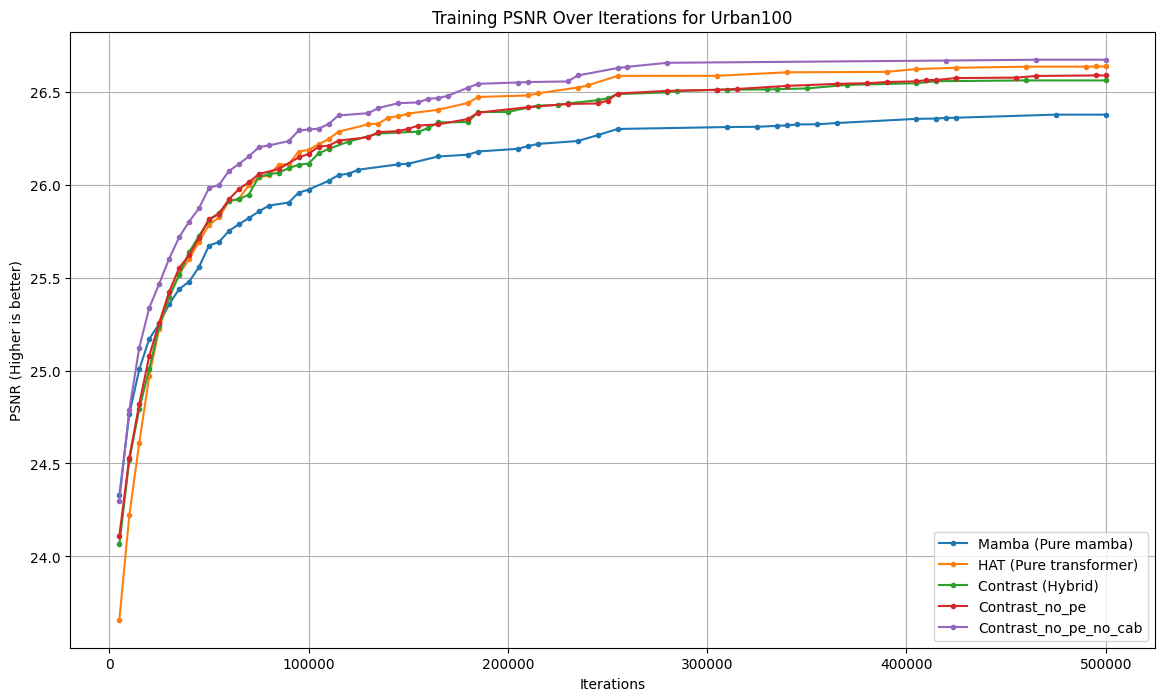 Training PSNR Over Iterations for Urban100
PSNR (Higher is better)
26.5
26.0
25.5
25.0
24.5
24.0
0
100000
200000
300000
400000
500000
Iterations
Mamba (Pure mamba)
HAT (Pure transformer)
Contrast (Hybrid)
Contrast_no_pe
Contrast_no_pe_no_cab